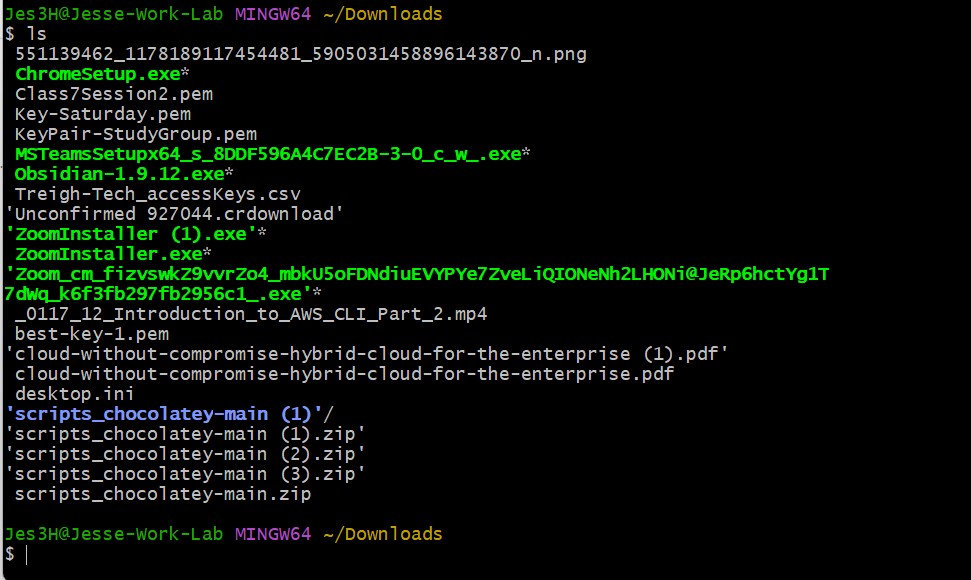 Jes3H@Jesse-Work-Lab MINGW64 ~/Downloads
$ ls
551139462_1178189117454481_5905031458896143870_n.png
ChromeSetup.exe*
Class7Session2.pem
Key-Saturday.pem
KeyPair-StudyGroup.pem
MSTeamsSetupx64_s_8DDF596A4C7EC2B-3-0_c_w_.exe*
Obsidian-1.9.12.exe*
Treigh-Tech_accessKeys.csv
'Unconfirmed 927044.crdownload'
'ZoomInstaller (1).exe'*
ZoomInstaller.exe*
'Zoom_cm_fizvswkZ9vvrZo4_mbkU5oFDNdiuEVYPYe7ZveLiQIONeNh2LHONi@JeRp6hctYg1T
7dWq_k6f3fb297fb2956c1_.exe'*
_0117_12_Introduction_to_AWS_CLI_Part_2.mp4
best-key-1.pem
'cloud-without-compromise-hybrid-cloud-for-the-enterprise (1).pdf'
cloud-without-compromise-hybrid-cloud-for-the-enterprise.pdf
desktop.ini
'scripts_chocolatey-main (1)'/
'scripts_chocolatey-main (1).zip'
'scripts_chocolatey-main (2).zip'
'scripts_chocolatey-main (3).zip'
scripts_chocolatey-main.zip
Jes3H@Jesse-Work-Lab MINGW64 ~/Downloads
$